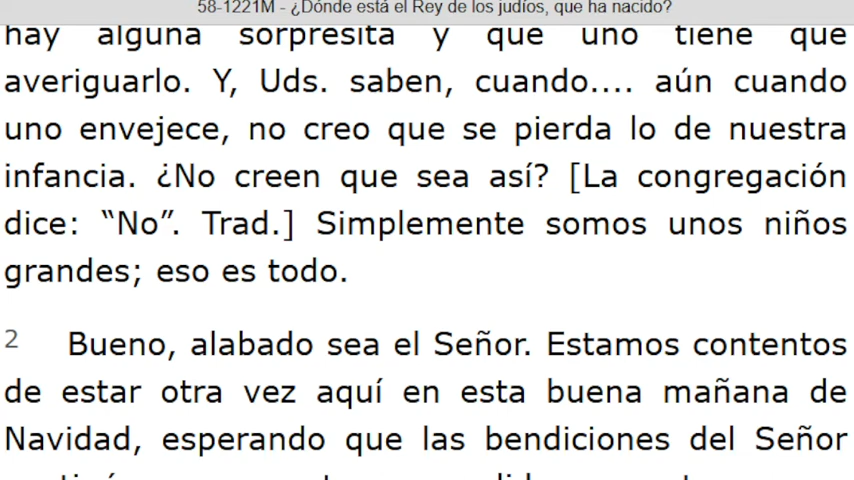 58-1221M - ¿Dónde está el Rey de los judíos, que ha nacido?
hay alguna sorpresita y que uno tiene que
averiguarlo. Y, Uds. saben, cuando.... aún cuando
uno envejece, no creo que se pierda lo de nuestra
infancia. ¿No creen que sea así? [La congregación
dice: “No”. Trad.] Simplemente somos unos niños
grandes; eso es todo.
2 Bueno, alabado sea el Señor. Estamos contentos
de estar otra vez aquí en esta buena mañana de
Navidad, esperando que las bendiciones del Señor